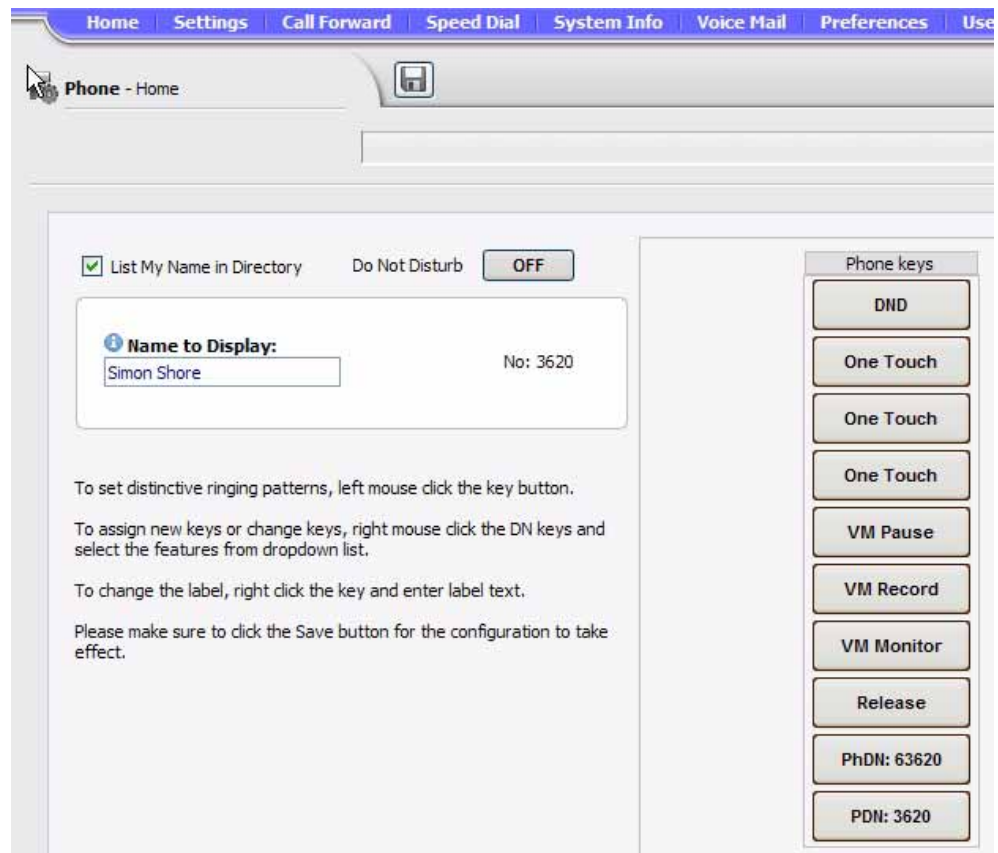 Home Settings Call Forward Speed Dial System Info Voice Mail Preferences Use
Phone - Home
List My Name in Directory Do Not Disturb OFF
Name to Display:
Simon Shore
No: 3620
To set distinctive ringing patterns, left mouse click the key button.
To assign new keys or change keys, right mouse click the DN keys and
select the features from dropdown list.
To change the label, right click the key and enter label text.
Please make sure to click the Save button for the configuration to take
effect.
Phone keys
DND
One Touch
One Touch
One Touch
VM Pause
VM Record
VM Monitor
Release
PhDN: 63620
PDN: 3620